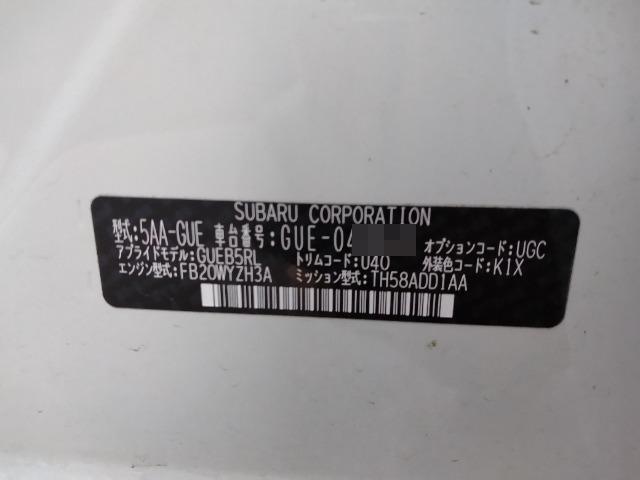 SUBARU CORPORATION
型式:5AA-GUE 車台番号:GUE-04 オプションコード:UGC
アプライドモデル:GUEB5RL トリムコード:U40 外装色コード:K1X
エンジン型式:FB20WYZH3A ミッション型式:TH58ADD1AA